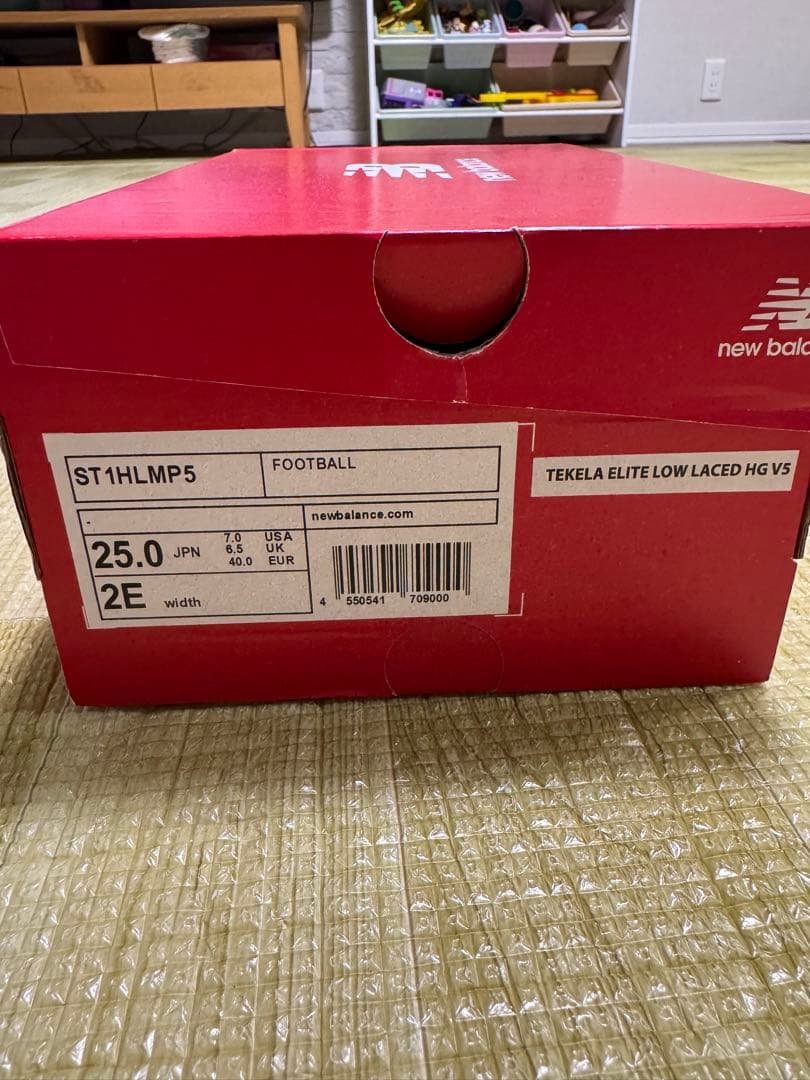 new balance
new bala
ST1HLMP5
FOOTBALL
TEKELA ELITE LOW LACED HG V5
-
newbalance.com
25.0 JPN
7.0 USA
6.5 UK
40.0 EUR
2E width
4 550541 709000